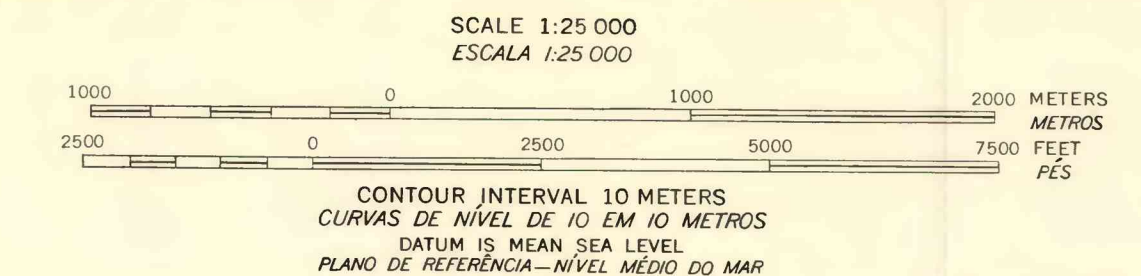 SCALE 1:25 000
ESCALA 1:25 000
1000 0 1000 2000 METERS
METROS
2500 0 2500 5000 7500 FEET
PÉS
CONTOUR INTERVAL 10 METERS
CURVAS DE NÍVEL DE 10 EM 10 METROS
DATUM IS MEAN SEA LEVEL
PLANO DE REFERÊNCIA—NÍVEL MÉDIO DO MAR